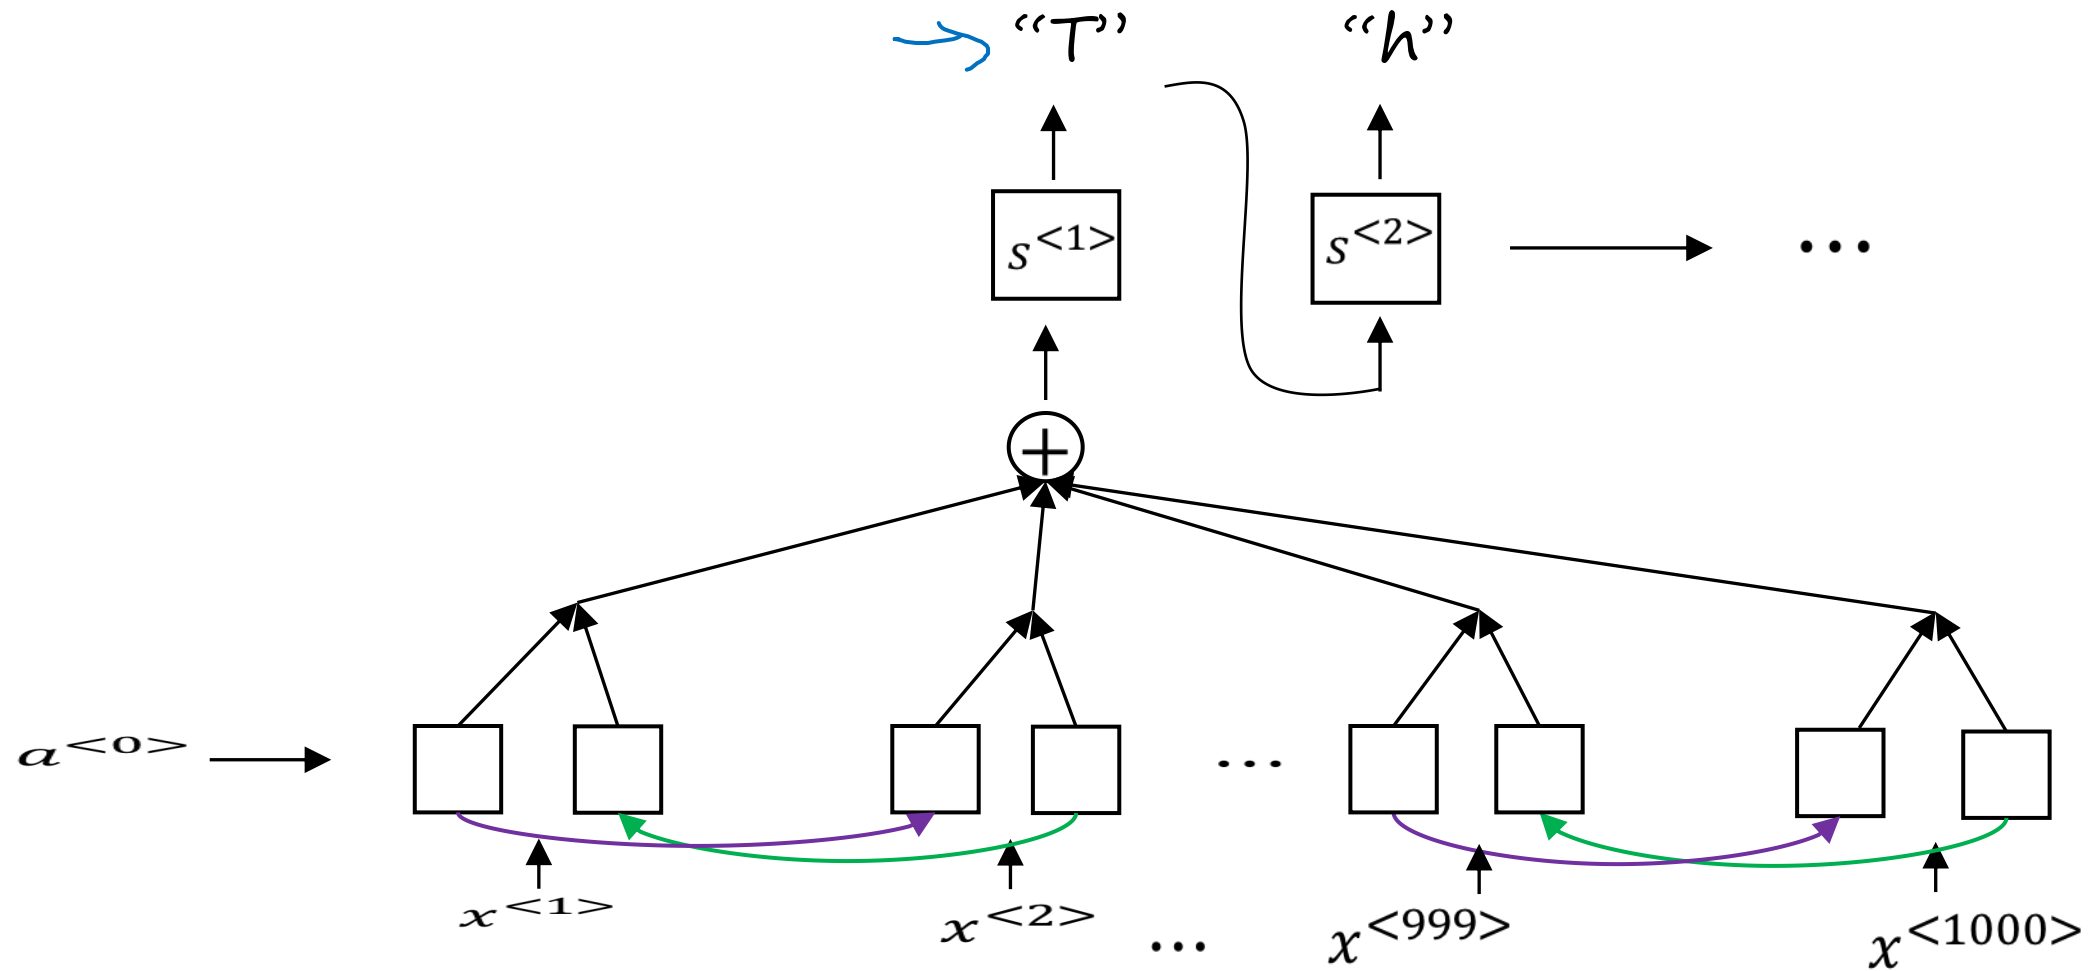 “T” “h”
s<1> s<2> ...
+
a<0> ...
x<1> x<2> ... x<999> x<1000>